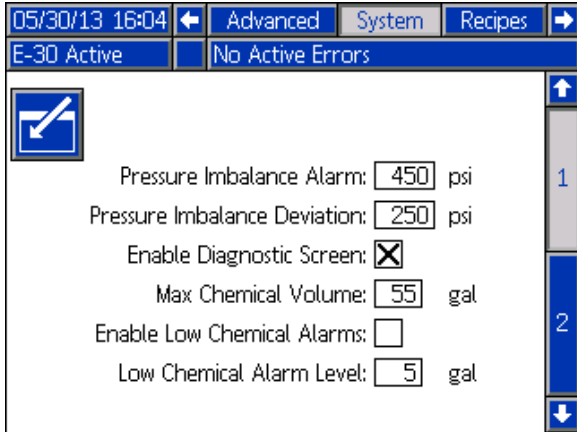 05/30/13 16:04 Advanced System Recipes
E-30 Active No Active Errors
Pressure Imbalance Alarm: 450 psi
1
Pressure Imbalance Deviation: 250 psi
Enable Diagnostic Screen:
Max Chemical Volume: 55 gal
Enable Low Chemical Alarms:
2
Low Chemical Alarm Level: 5 gal